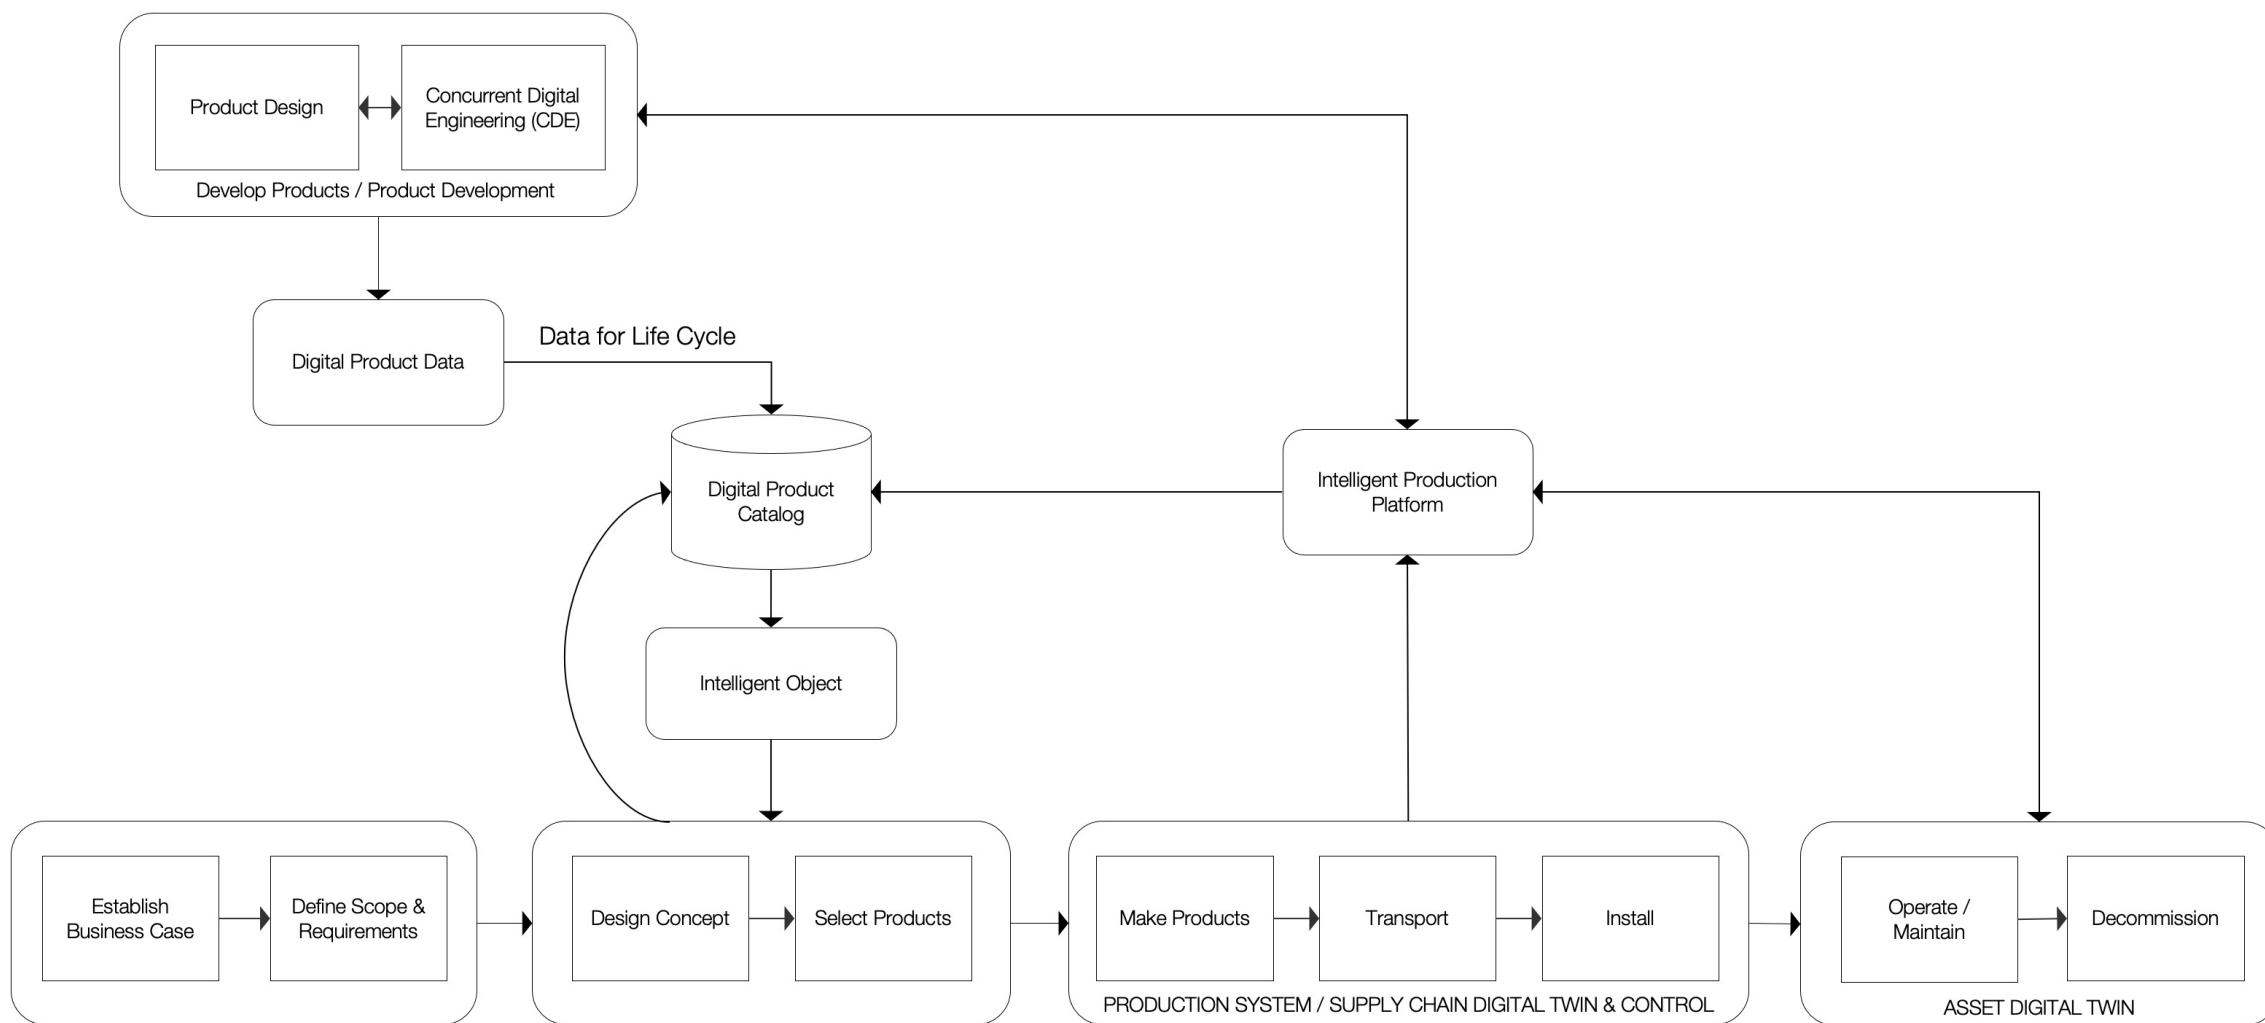 Product Design
Concurrent Digital
Engineering (CDE)
Develop Products / Product Development
Digital Product Data
Data for Life Cycle
Digital Product
Catalog
Intelligent Production
Platform
Intelligent Object
Establish
Business Case
Define Scope &
Requirements
Design Concept
Select Products
Make Products
Transport
Install
PRODUCTION SYSTEM / SUPPLY CHAIN DIGITAL TWIN & CONTROL
Operate /
Maintain
Decommission
ASSET DIGITAL TWIN